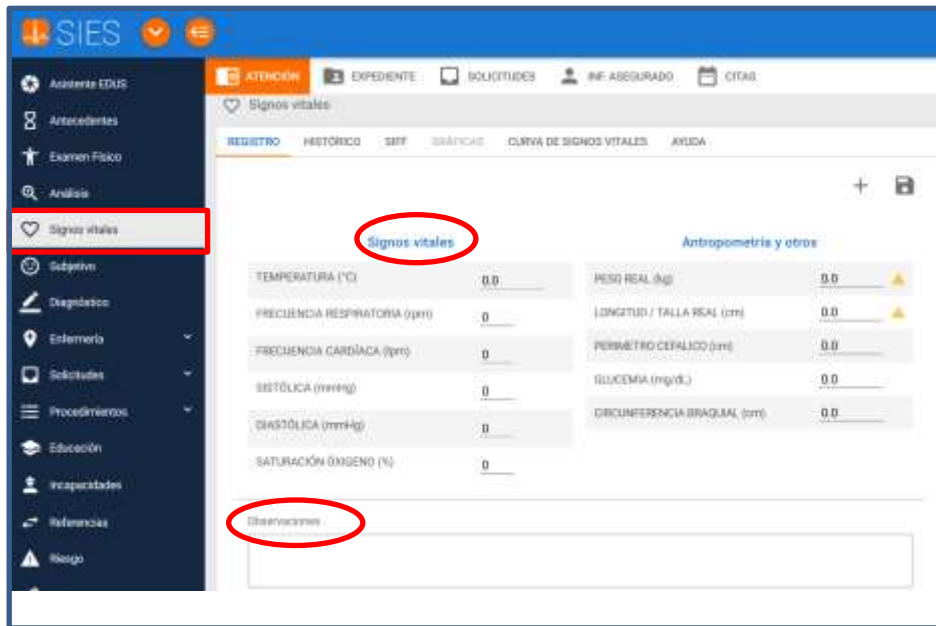 SIES
ATENCIÓN EXPEDIENTE SOLICITUDES INF. ASEGURADO CITAS
Signos vitales
REGISTRO HISTÓRICO SIFF GRÁFICAS CURVA DE SIGNOS VITALES AYUDA
Asistente EDUS
Antecedentes
Examen Físico
Análisis
Signos vitales
Subjetivo
Diagnóstico
Enfermería
Solicitudes
Procedimientos
Educación
Incapacidades
Referencias
Riesgo
Signos vitales
TEMPERATURA (°C) 0.0
FRECUENCIA RESPIRATORIA (rpm) 0
FRECUENCIA CARDÍACA (lpm) 0
SISTÓLICA (mmHg) 0
DIASTÓLICA (mmHg) 0
SATURACIÓN ÓXIGENO (%) 0
Antropometría y otros
PESO REAL (kg) 0.0
LONGITUD / TALLA REAL (cm) 0.0
PERIMETRO CEFALICO (cm) 0.0
GLUCEMIA (mg/dL) 0.0
CIRCUNFERENCIA BRAQUIAL (cm) 0.0
Observaciones